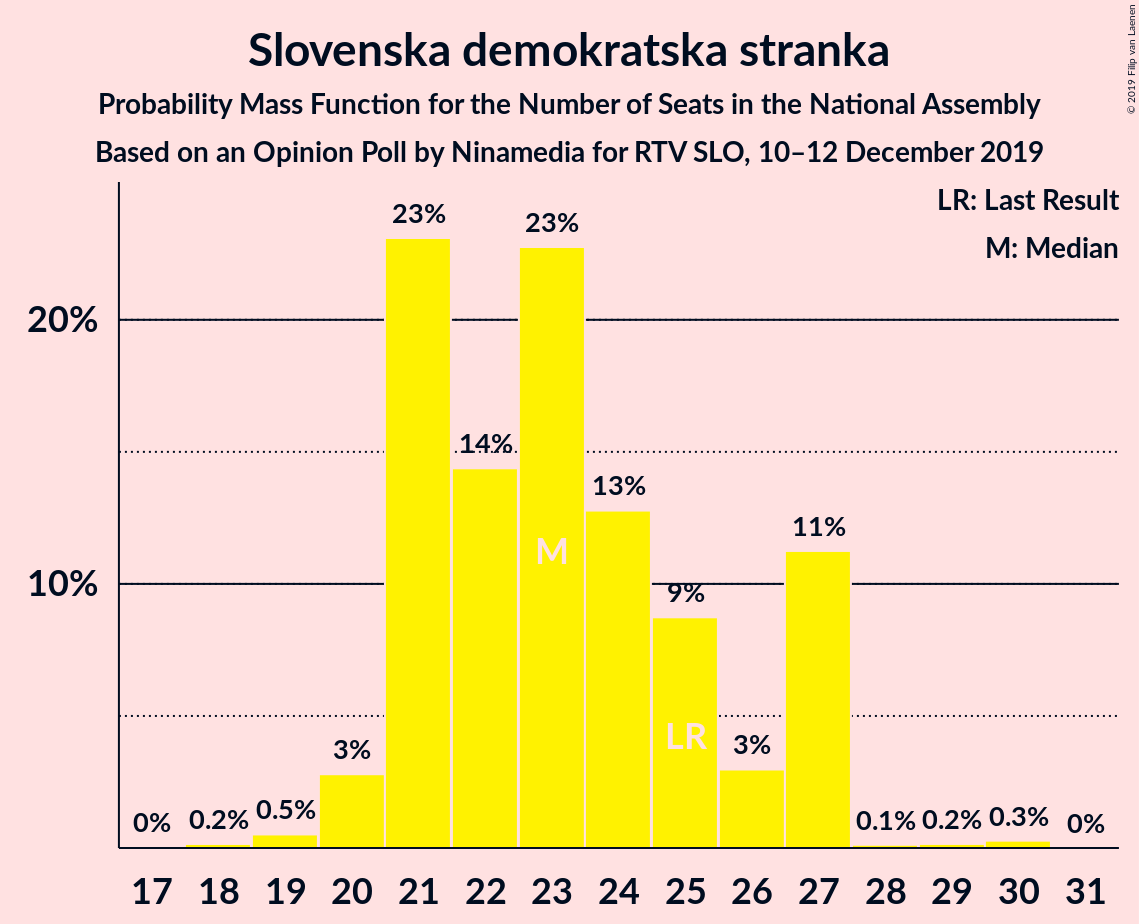 Slovenska demokratska stranka
Probability Mass Function for the Number of Seats in the National Assembly
Based on an Opinion Poll by Ninamedia for RTV SLO, 10–12 December 2019
© 2019 Filip van Laenen
LR: Last Result
M: Median
20%
10%
0%
0.2%
0.5%
3%
23%
14%
23%
13%
9%
3%
11%
0.1%
0.2%
0.3%
0%
M
LR
17 18 19 20 21 22 23 24 25 26 27 28 29 30 31